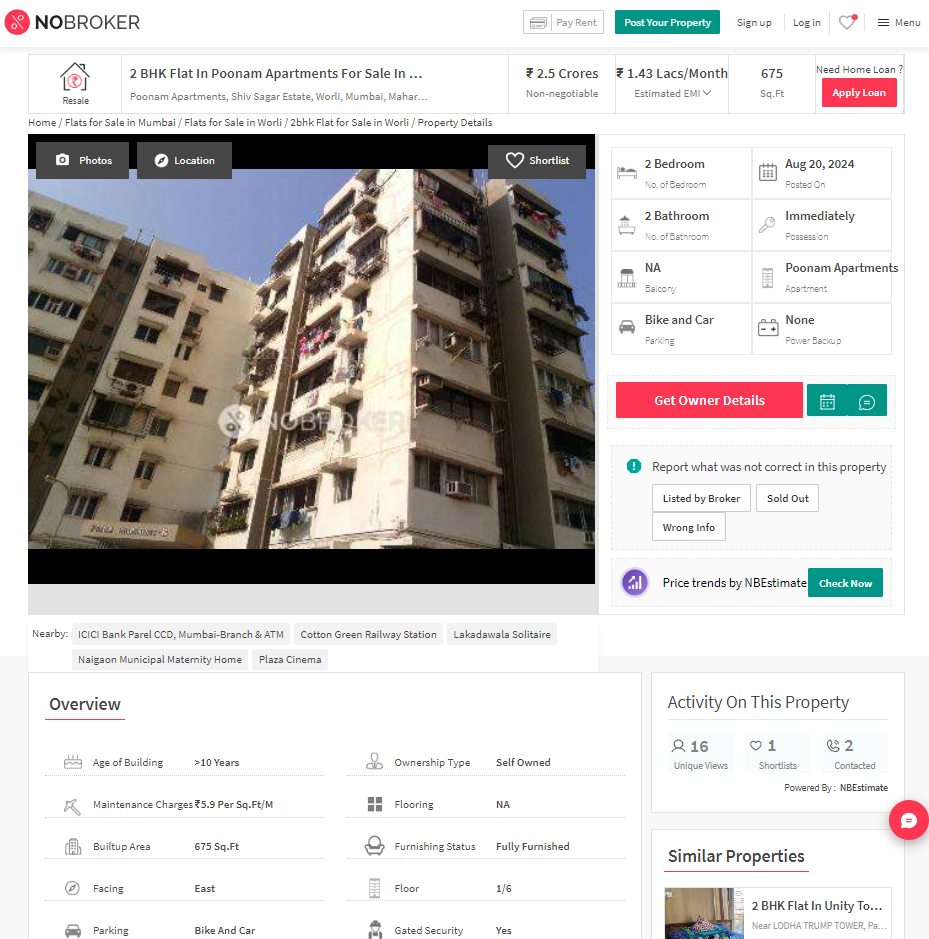 NOBROKER
Pay Rent
Post Your Property
Sign up
Log in
Menu
Resale
2 BHK Flat In Poonam Apartments For Sale In ...
Poonam Apartments, Shiv Sagar Estate, Worli, Mumbai, Mahar...
₹ 2.5 Crores
Non-negotiable
₹ 1.43 Lacs/Month
Estimated EMI
675
Sq.Ft
Need Home Loan ?
Apply Loan
Home / Flats for Sale in Mumbai / Flats for Sale in Worli / 2bhk Flat for Sale in Worli / Property Details
Photos
Location
Shortlist
NOBROKER
2 Bedroom
No. of Bedroom
Aug 20, 2024
Posted On
2 Bathroom
No. of Bathroom
Immediately
Possession
NA
Balcony
Poonam Apartments
Apartment
Bike and Car
Parking
None
Power Backup
Get Owner Details
Report what was not correct in this property
Listed by Broker
Sold Out
Wrong Info
Price trends by NBEstimate
Check Now
Nearby:
ICICI Bank Parel CCD, Mumbai-Branch & ATM
Cotton Green Railway Station
Lakadawala Solitaire
Naigaon Municipal Maternity Home
Plaza Cinema
Overview
Age of Building
>10 Years
Ownership Type
Self Owned
Maintenance Charges
₹5.9 Per Sq.Ft/M
Flooring
NA
Builtup Area
675 Sq.Ft
Furnishing Status
Fully Furnished
Facing
East
Floor
1/6
Parking
Bike And Car
Gated Security
Yes
Activity On This Property
16
Unique Views
1
Shortlists
2
Contacted
Powered By : NBEstimate
Similar Properties
2 BHK Flat In Unity To...
Near LODHA TRUMP TOWER, Pa...